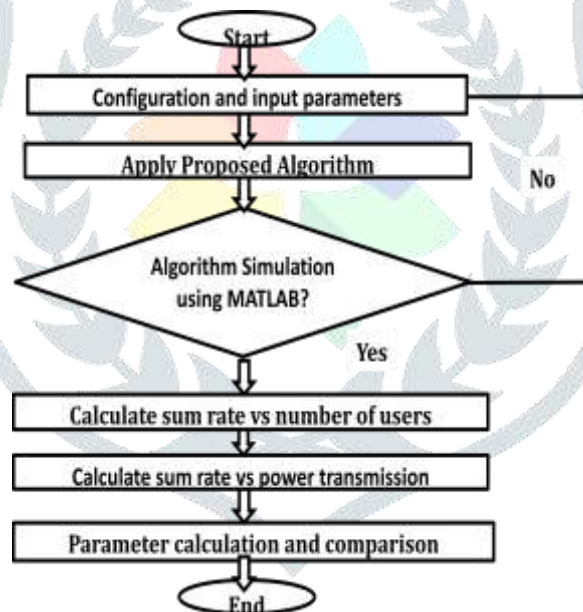 Start
Configuration and input parameters
Apply Proposed Algorithm
No
Algorithm Simulation
using MATLAB?
Yes
Calculate sum rate vs number of users
Calculate sum rate vs power transmission
Parameter calculation and comparison
End